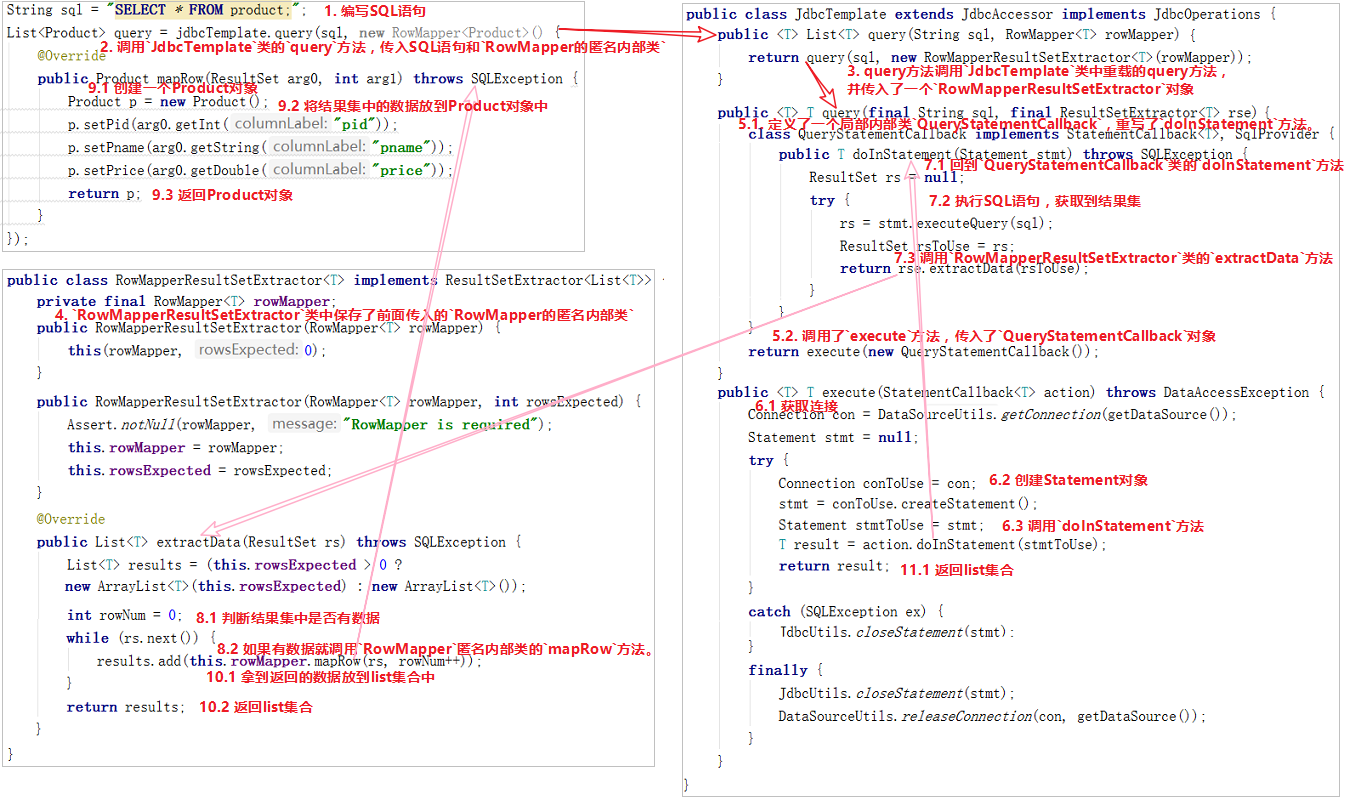 String sql = "SELECT * FROM product;"; 1. 编写SQL语句
List<Product> query = jdbcTemplate.query(sql, new RowMapper<Product>() {
2. 调用`JdbcTemplate`类的`query`方法，传入SQL语句和`RowMapper的匿名内部类`
@Override
public Product mapRow(ResultSet arg0, int arg1) throws SQLException {
9.1 创建一个Product对象
Product p = new Product(); 9.2 将结果集中的数据放到Product对象中
p.setPid(arg0.getInt( columnLabel: "pid"));
p.setPname(arg0.getString( columnLabel: "pname"));
p.setPrice(arg0.getDouble( columnLabel: "price"));
return p; 9.3 返回Product对象
}
});
public class RowMapperResultSetExtractor<T> implements ResultSetExtractor<List<T>>
private final RowMapper<T> rowMapper;
4. `RowMapperResultSetExtractor`类中保存了前面传入的`RowMapper的匿名内部类`
public RowMapperResultSetExtractor(RowMapper<T> rowMapper) {
this(rowMapper, rowsExpected: 0);
}
public RowMapperResultSetExtractor(RowMapper<T> rowMapper, int rowsExpected) {
Assert.notNull(rowMapper, message: "RowMapper is required");
this.rowMapper = rowMapper;
this.rowsExpected = rowsExpected;
}
@Override
public List<T> extractData(ResultSet rs) throws SQLException {
List<T> results = (this.rowsExpected > 0 ?
new ArrayList<T>(this.rowsExpected) : new ArrayList<T>());
int rowNum = 0; 8.1 判断结果集中是否有数据
while (rs.next()) {
8.2 如果有数据就调用`RowMapper`匿名内部类的`mapRow`方法。
results.add(this.rowMapper.mapRow(rs, rowNum++));
10.1 拿到返回的数据放到list集合中
}
return results; 10.2 返回list集合
}
}
public class JdbcTemplate extends JdbcAccessor implements JdbcOperations {
public <T> List<T> query(String sql, RowMapper<T> rowMapper) {
return query(sql, new RowMapperResultSetExtractor<T>(rowMapper));
3. query方法调用`JdbcTemplate`类中重载的query方法，
并传入了一个`RowMapperResultSetExtractor`对象
}
public <T> T query(final String sql, final ResultSetExtractor<T> rse) {
5.1. 定义了一个局部内部类`QueryStatementCallback`，重写了`doInStatement`方法。
class QueryStatementCallback implements StatementCallback<T>, SqlProvider {
public T doInStatement(Statement stmt) throws SQLException {
7.1 回到`QueryStatementCallback`类的`doInStatement`方法
ResultSet rs = null;
try { 7.2 执行SQL语句，获取到结果集
rs = stmt.executeQuery(sql);
ResultSet rsToUse = rs;
7.3 调用`RowMapperResultSetExtractor`类的`extractData`方法
return rse.extractData(rsToUse);
}
}
}
5.2. 调用了`execute`方法，传入了`QueryStatementCallback`对象
return execute(new QueryStatementCallback());
}
public <T> T execute(StatementCallback<T> action) throws DataAccessException {
6.1 获取连接
Connection con = DataSourceUtils.getConnection(getDataSource());
Statement stmt = null;
try {
Connection conToUse = con; 6.2 创建Statement对象
stmt = conToUse.createStatement();
Statement stmtToUse = stmt; 6.3 调用`doInStatement`方法
T result = action.doInStatement(stmtToUse);
return result; 11.1 返回list集合
}
catch (SQLException ex) {
JdbcUtils.closeStatement(stmt);
}
finally {
JdbcUtils.closeStatement(stmt);
DataSourceUtils.releaseConnection(con, getDataSource());
}
}
}